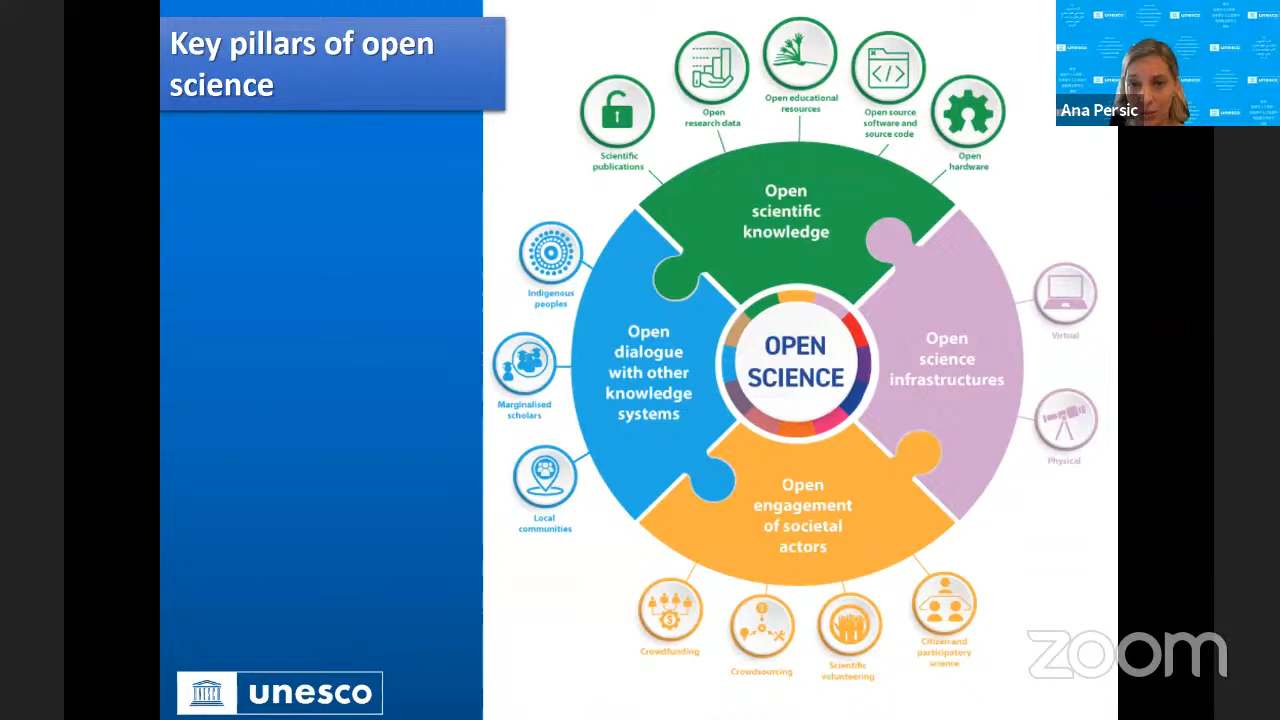 Key pillars of open
science
Ana Persic
unesco
Scientific
publications
Open
research data
Open educational
resources
Open source
software and
source code
Open
hardware
Open
scientific
knowledge
Indigenous
peoples
Marginalised
scholars
Local
communities
Open
dialogue
with other
knowledge
systems
OPEN
SCIENCE
Open
science
infrastructures
Virtual
Physical
Open
engagement
of societal
actors
Crowdfunding
Crowdsourcing
Scientific
volunteering
Citizen and
participatory
science
unesco
zoom